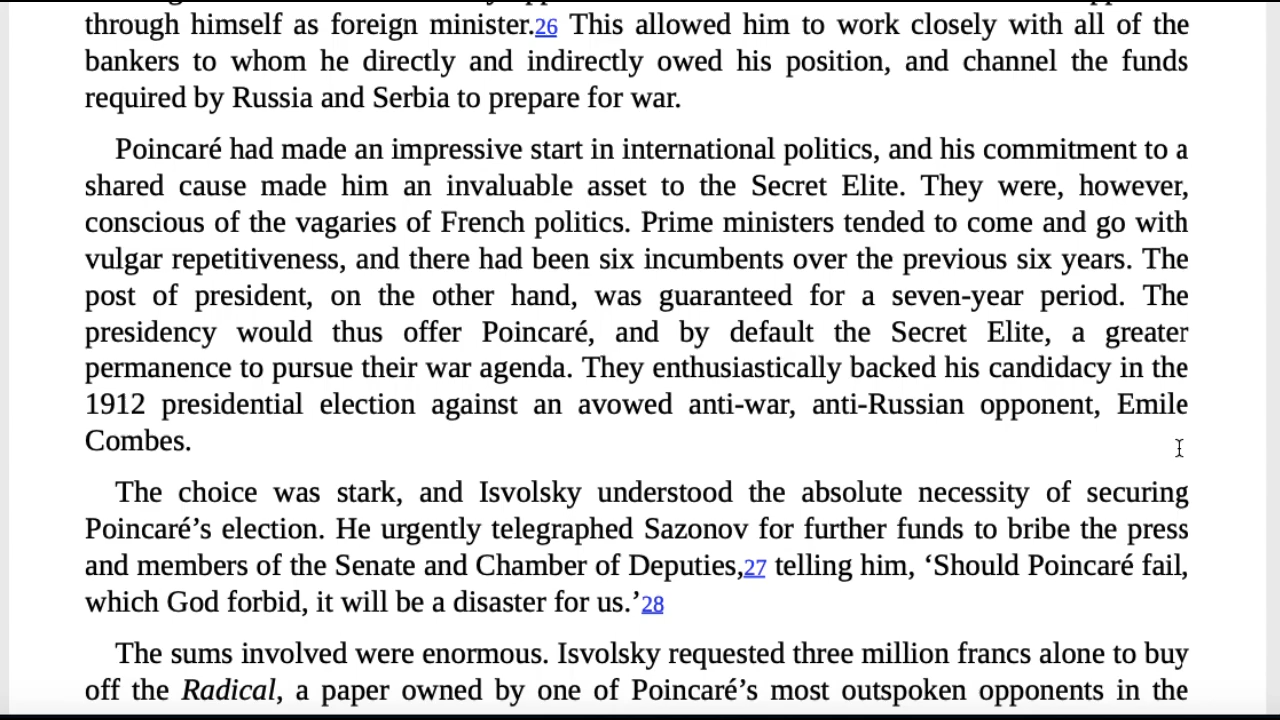 through himself as foreign minister.26 This allowed him to work closely with all of the
bankers to whom he directly and indirectly owed his position, and channel the funds
required by Russia and Serbia to prepare for war.
Poincaré had made an impressive start in international politics, and his commitment to a
shared cause made him an invaluable asset to the Secret Elite. They were, however,
conscious of the vagaries of French politics. Prime ministers tended to come and go with
vulgar repetitiveness, and there had been six incumbents over the previous six years. The
post of president, on the other hand, was guaranteed for a seven-year period. The
presidency would thus offer Poincaré, and by default the Secret Elite, a greater
permanence to pursue their war agenda. They enthusiastically backed his candidacy in the
1912 presidential election against an avowed anti-war, anti-Russian opponent, Emile
Combes.
The choice was stark, and Isvolsky understood the absolute necessity of securing
Poincaré’s election. He urgently telegraphed Sazonov for further funds to bribe the press
and members of the Senate and Chamber of Deputies,27 telling him, ‘Should Poincaré fail,
which God forbid, it will be a disaster for us.’28
The sums involved were enormous. Isvolsky requested three million francs alone to buy
off the Radical, a paper owned by one of Poincaré’s most outspoken opponents in the